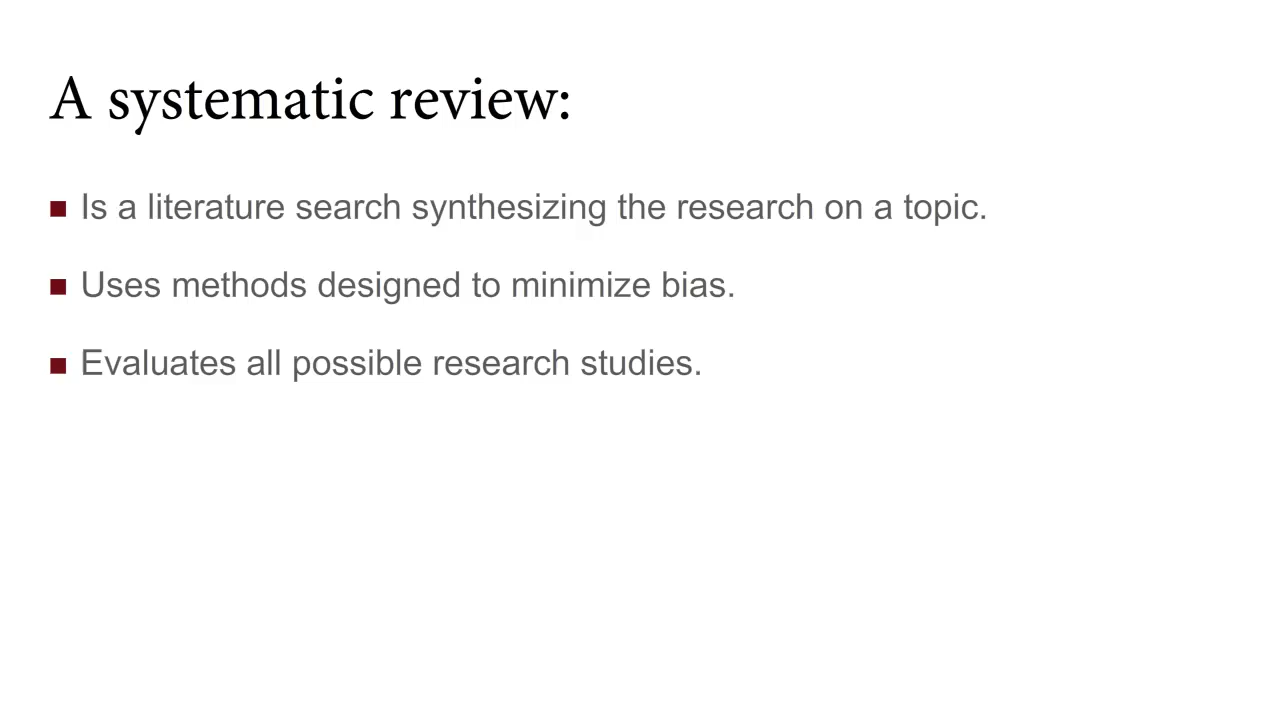 A systematic review:
■ Is a literature search synthesizing the research on a topic.
■ Uses methods designed to minimize bias.
■ Evaluates all possible research studies.